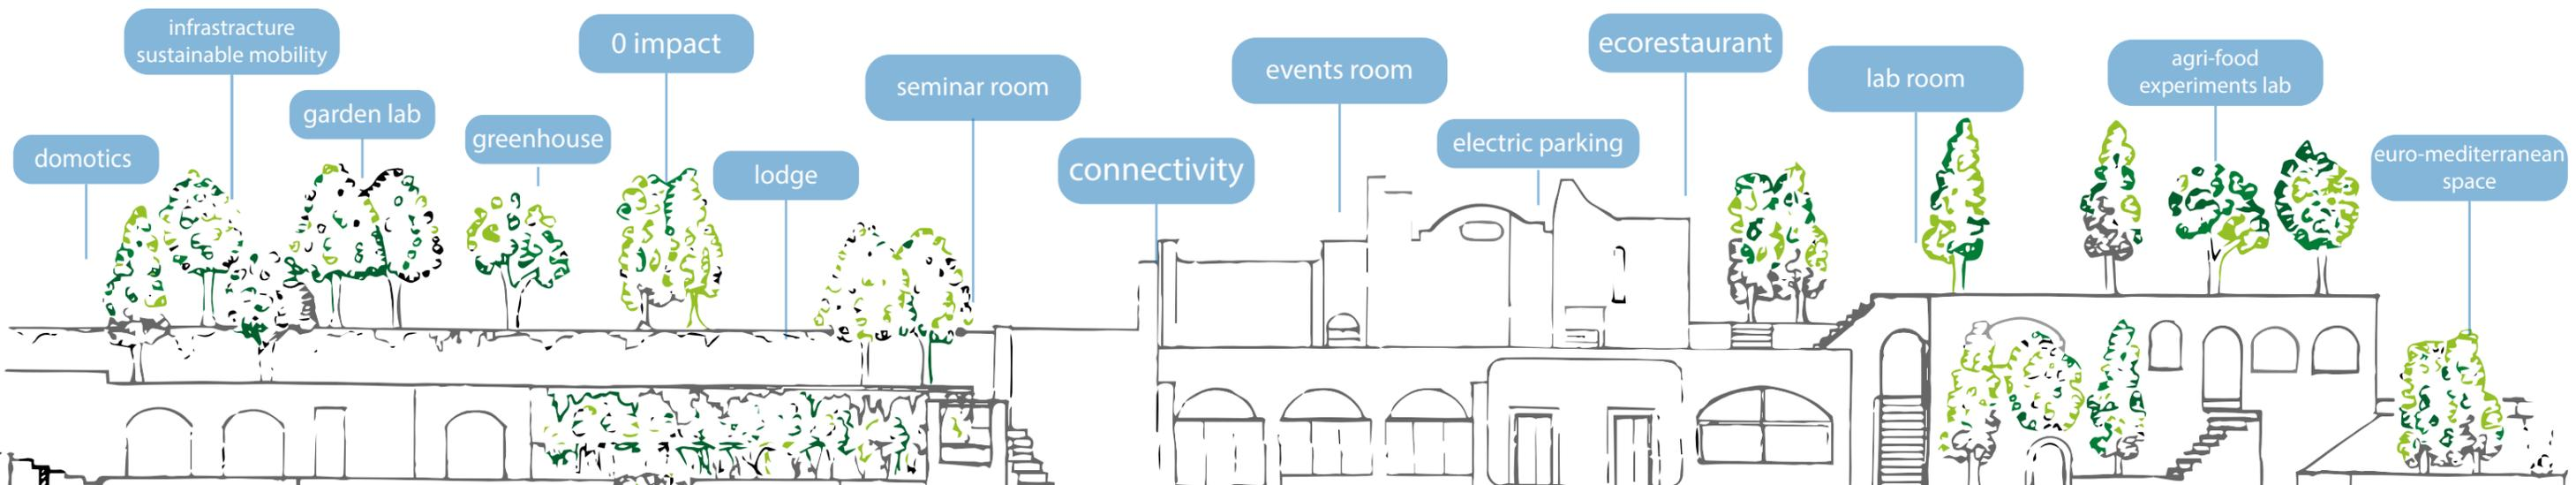 domotics
infrastracture
sustainable mobility
garden lab
greenhouse
0 impact
lodge
seminar room
connectivity
events room
electric parking
ecorestaurant
lab room
agri-food
experiments lab
euro-mediterranean
space